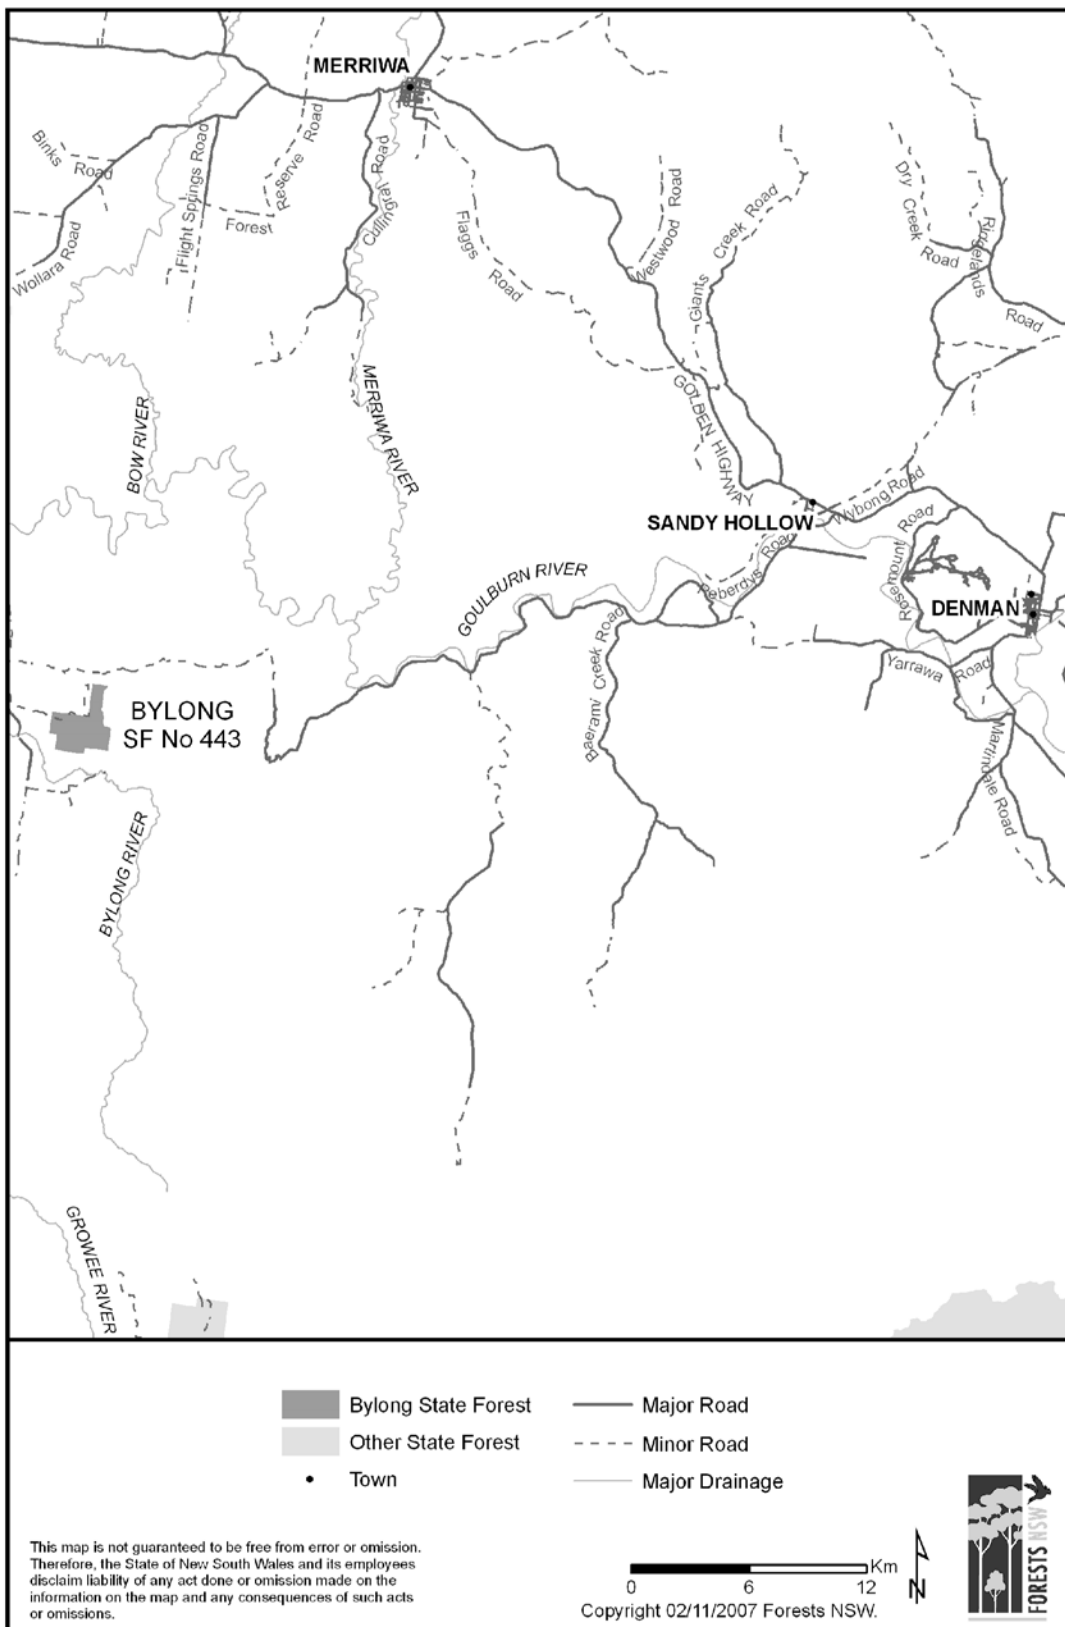 MERRIWA
Binks
Road
Flight Springs Road
Reserve Road
Forest
Cullingral Road
Wollara Road
Flaggs
Road
Westwood Road
Giants
Creek Road
Dry
Creek
Road
Ridgelands
Road
BOW RIVER
MERRIWA RIVER
GOLDEN HIGHWAY
SANDY HOLLOW
Wybong Road
Rosemount Road
Peberdys Road
GOULBURN RIVER
DENMAN
Baerami Creek Road
Yarrawa Road
Martindale Road
BYLONG
SF No 443
BYLONG RIVER
GROWEE RIVER
Bylong State Forest
Other State Forest
Town
Major Road
Minor Road
Major Drainage
This map is not guaranteed to be free from error or omission.
Therefore, the State of New South Wales and its employees
disclaim liability of any act done or omission made on the
information on the map and any consequences of such acts
or omissions.
Km
0 6 12
N
Copyright 02/11/2007 Forests NSW.
FORESTS NSW